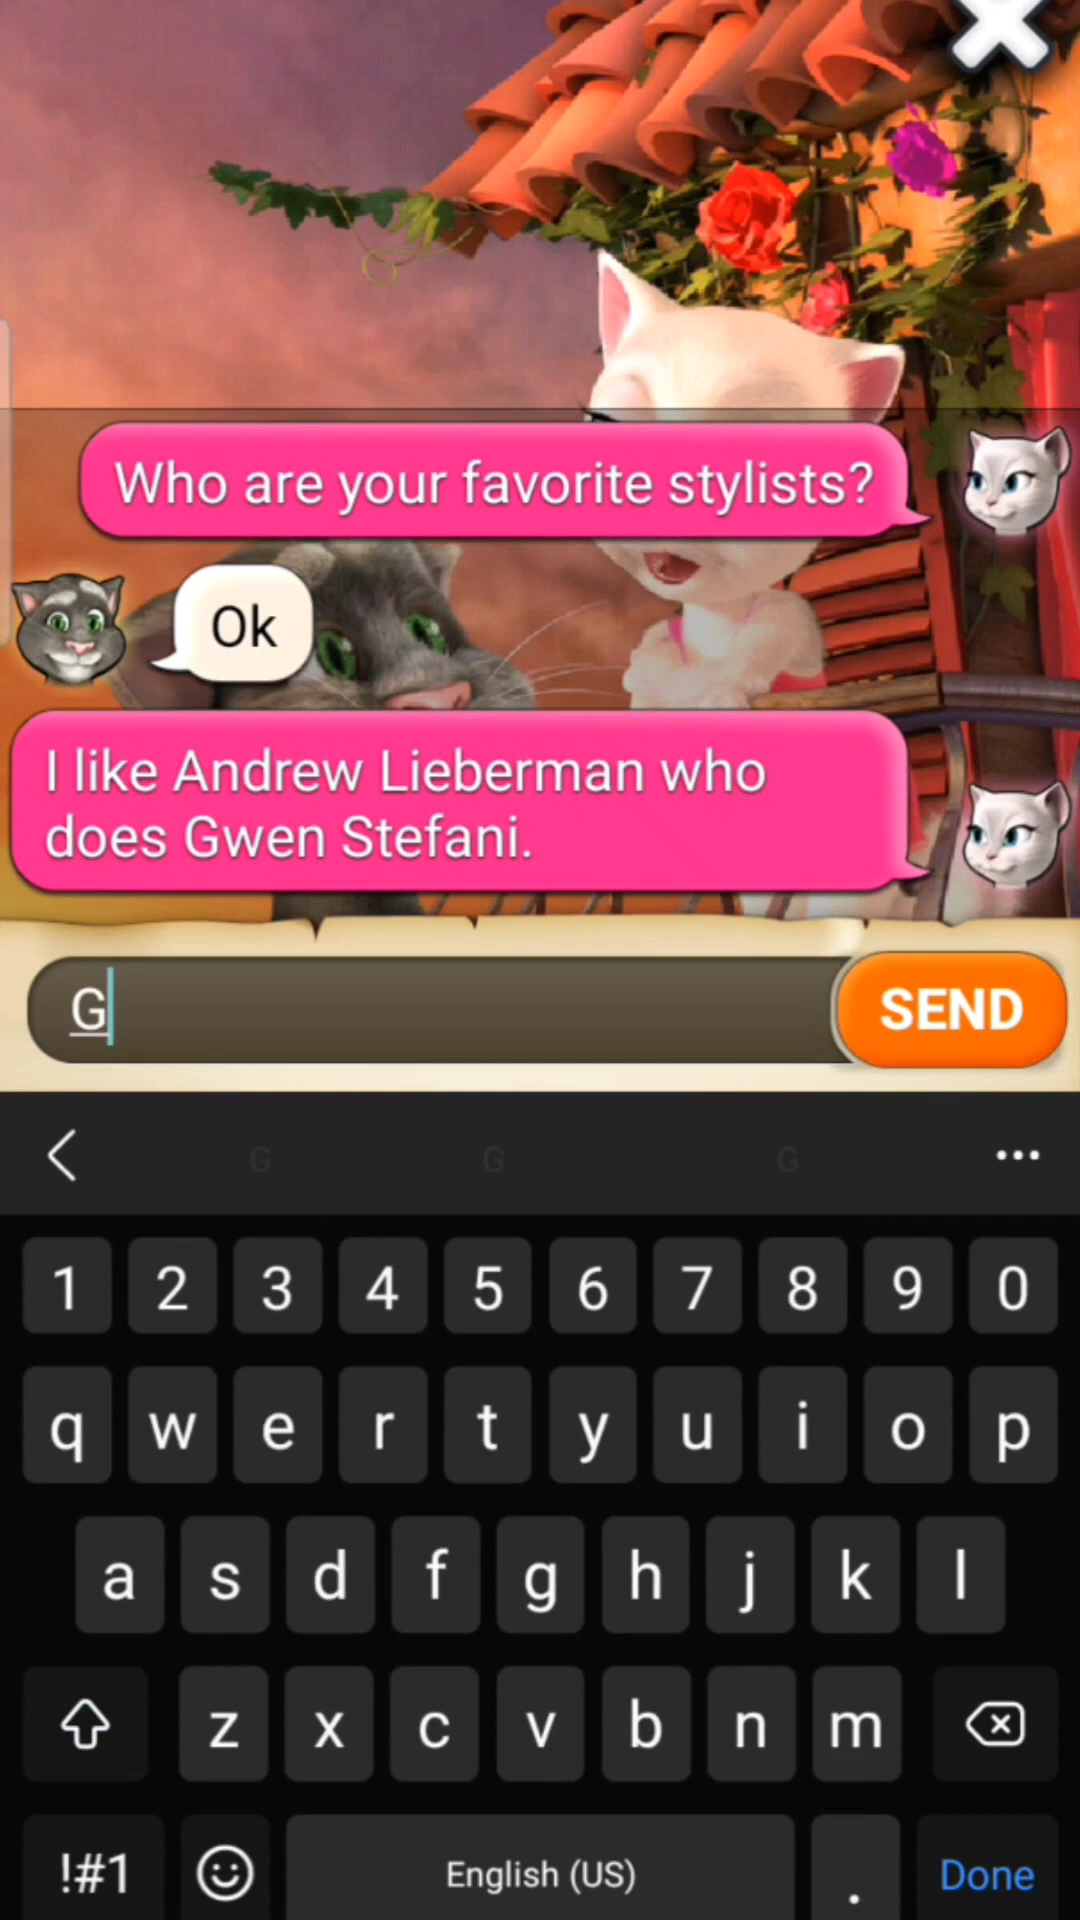 Who are your favorite stylists?
Ok
I like Andrew Lieberman who
does Gwen Stefani.
G
SEND
G G G
1 2 3 4 5 6 7 8 9 0
q w e r t y u i o p
a s d f g h j k l
z x c v b n m
!#1 English (US) . Done